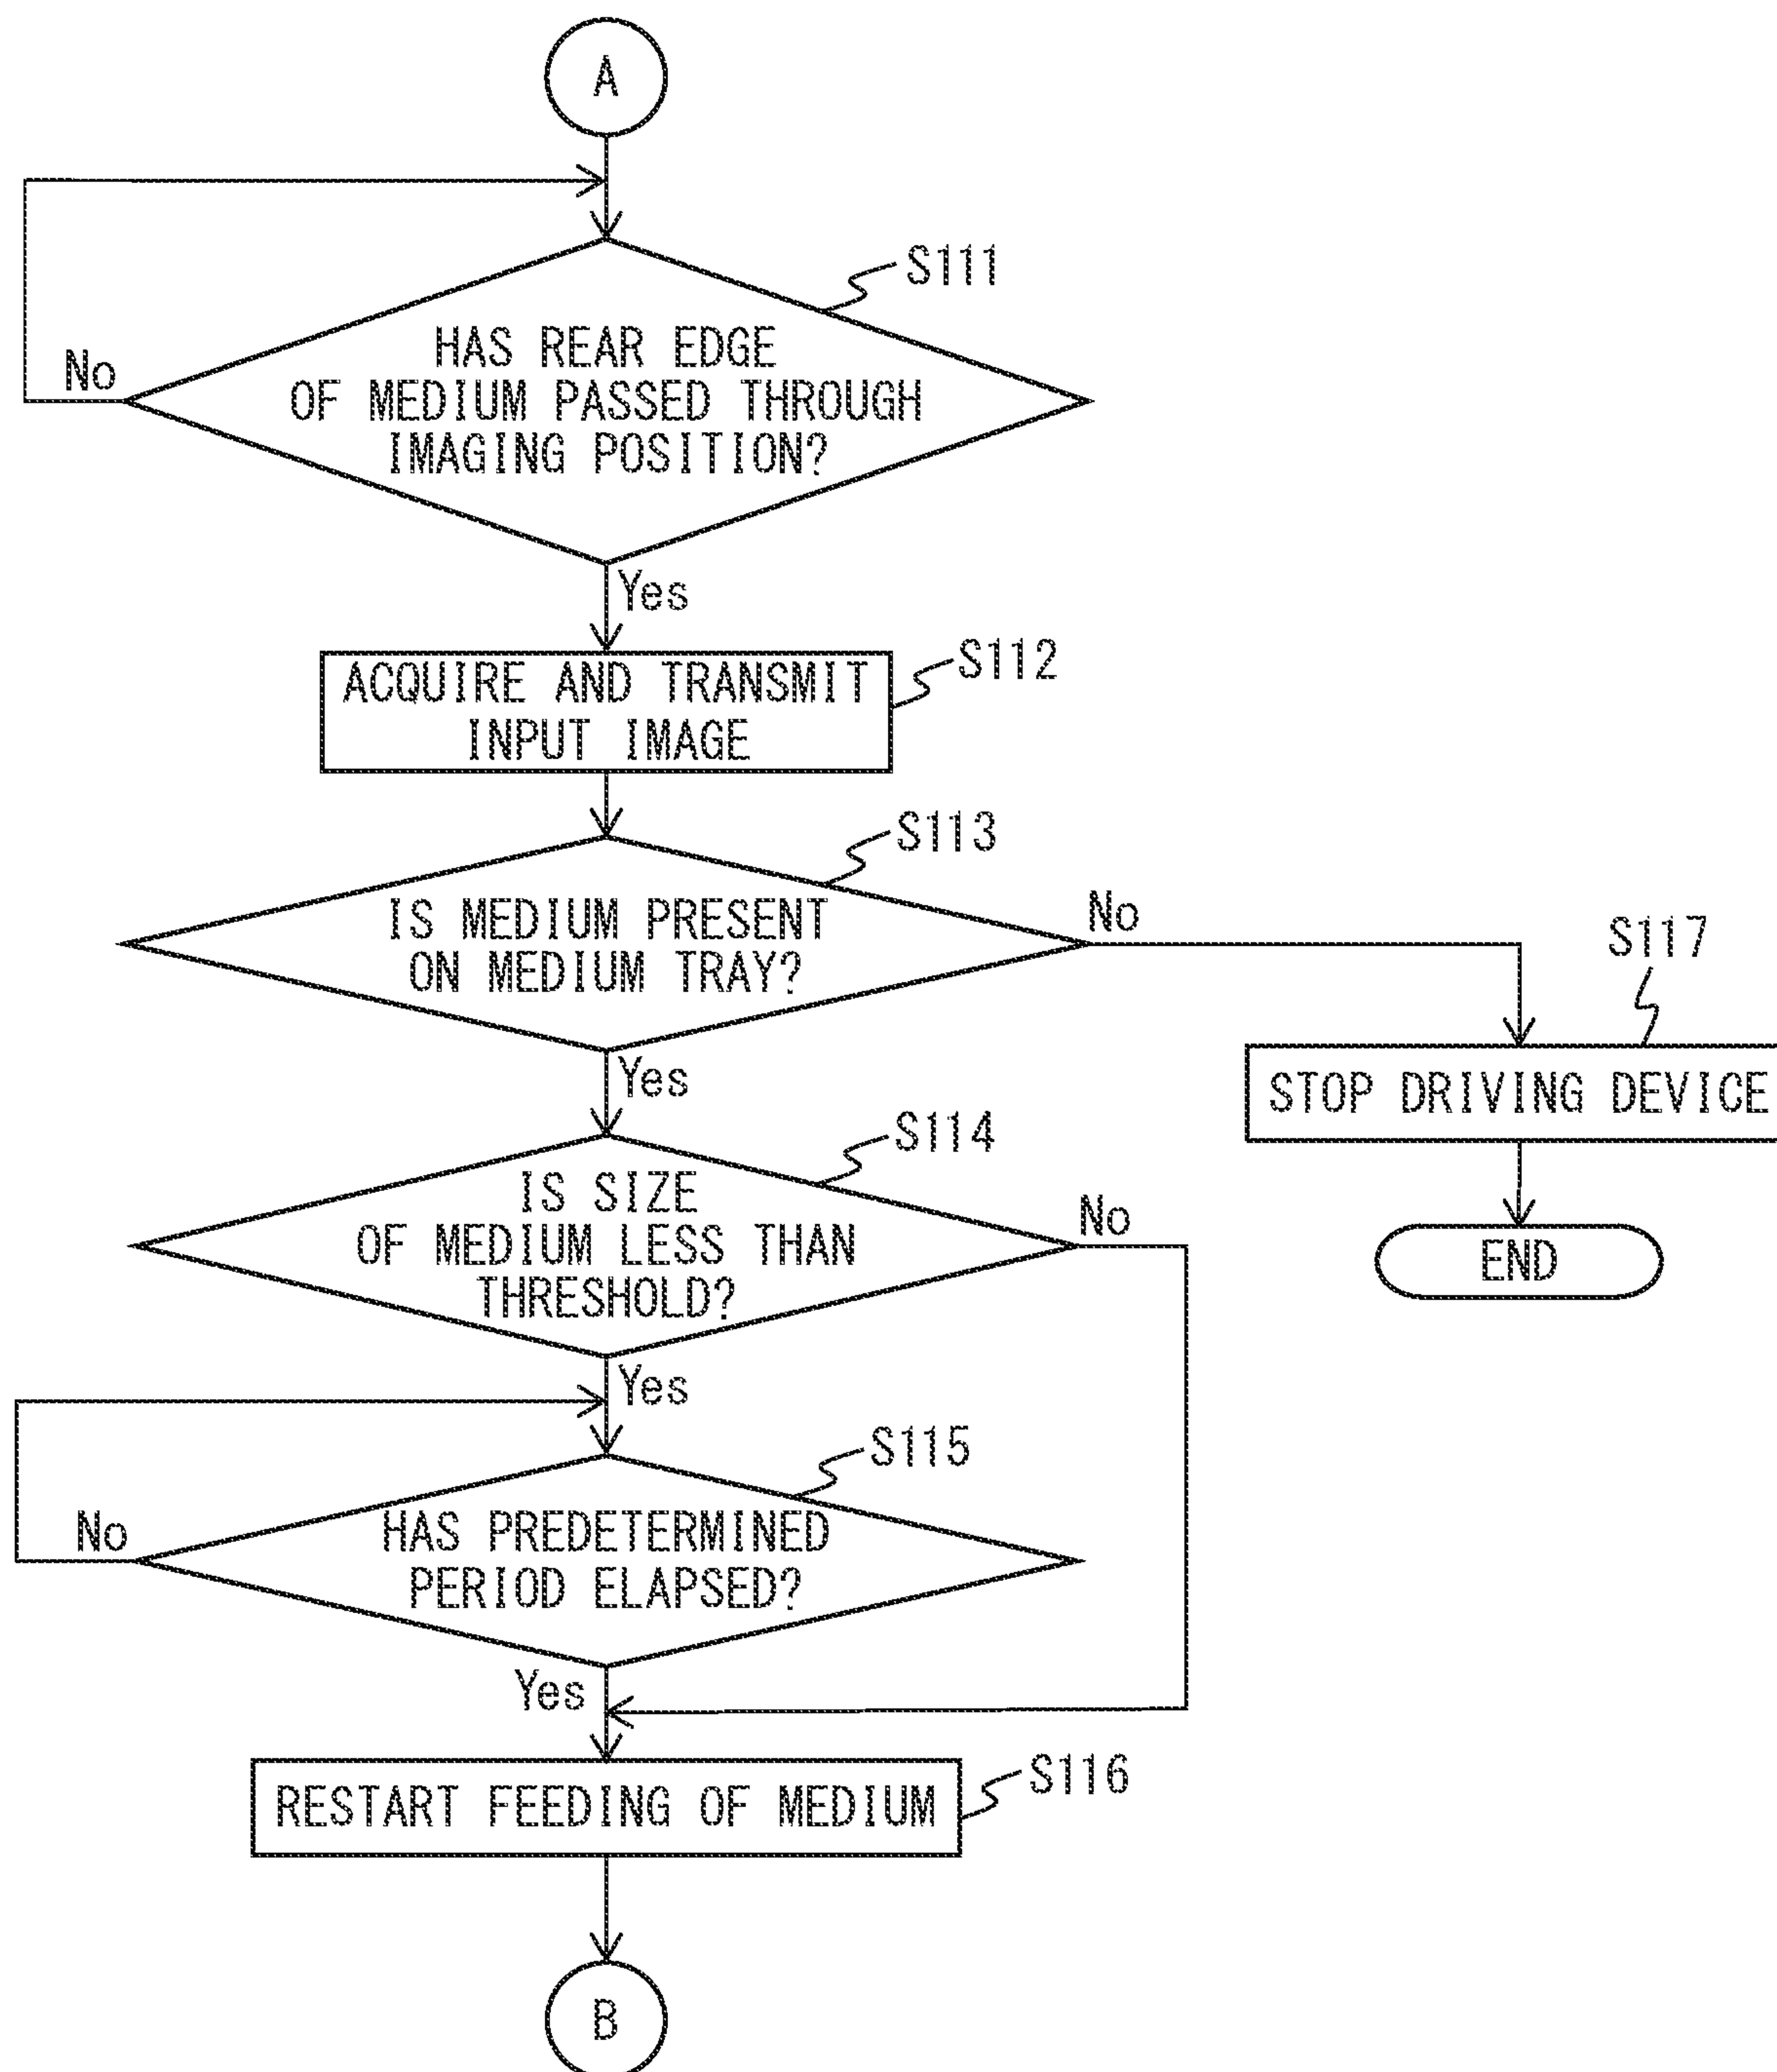 A
S111
HAS REAR EDGE
OF MEDIUM PASSED THROUGH
IMAGING POSITION?
No
Yes
S112
ACQUIRE AND TRANSMIT
INPUT IMAGE
S113
IS MEDIUM PRESENT
ON MEDIUM TRAY?
No
S117
STOP DRIVING DEVICE
END
Yes
S114
IS SIZE
OF MEDIUM LESS THAN
THRESHOLD?
No
Yes
S115
HAS PREDETERMINED
PERIOD ELAPSED?
No
Yes
S116
RESTART FEEDING OF MEDIUM
B